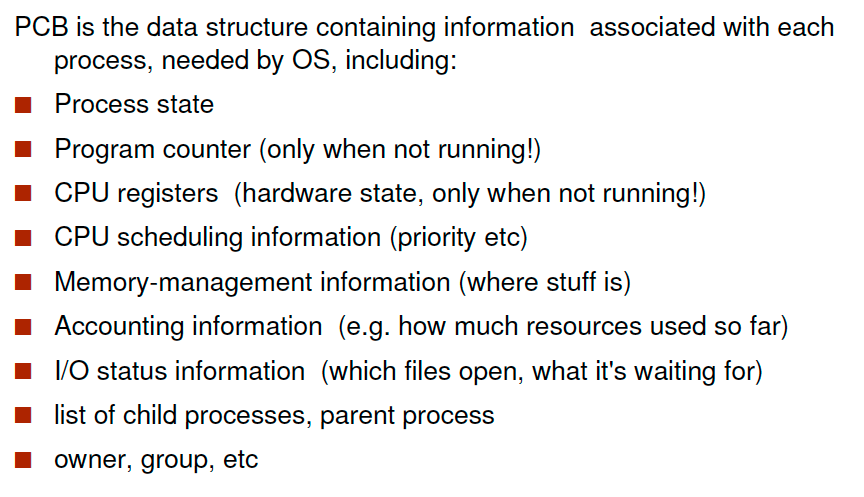 PCB is the data structure containing information associated with each
process, needed by OS, including:
Process state
Program counter (only when not running!)
CPU registers (hardware state, only when not running!)
CPU scheduling information (priority etc)
Memory-management information (where stuff is)
Accounting information (e.g. how much resources used so far)
I/O status information (which files open, what it's waiting for)
list of child processes, parent process
owner, group, etc